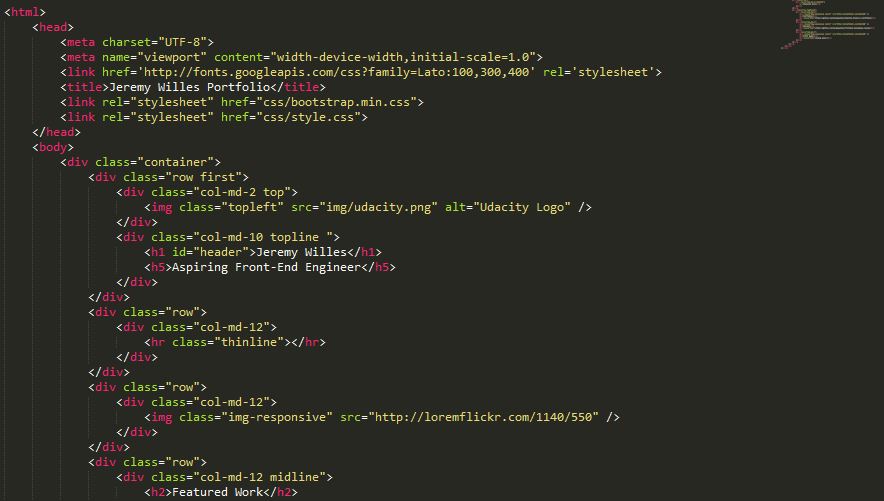 <html>
<head>
<meta charset="UTF-8">
<meta name="viewport" content="width-device-width,initial-scale=1.0">
<link href='http://fonts.googleapis.com/css?family=Lato:100,300,400' rel='stylesheet'>
<title>Jeremy Willes Portfolio</title>
<link rel="stylesheet" href="css/bootstrap.min.css">
<link rel="stylesheet" href="css/style.css">
</head>
<body>
<div class="container">
<div class="row first">
<div class="col-md-2 top">
<img class="topleft" src="img/udacity.png" alt="Udacity Logo" />
</div>
<div class="col-md-10 topline ">
<h1 id="header">Jeremy Willes</h1>
<h5>Aspiring Front-End Engineer</h5>
</div>
</div>
<div class="row">
<div class="col-md-12">
<hr class="thinline"></hr>
</div>
</div>
<div class="row">
<div class="col-md-12">
<img class="img-responsive" src="http://loremflickr.com/1140/550" />
</div>
</div>
<div class="row">
<div class="col-md-12 midline">
<h2>Featured Work</h2>